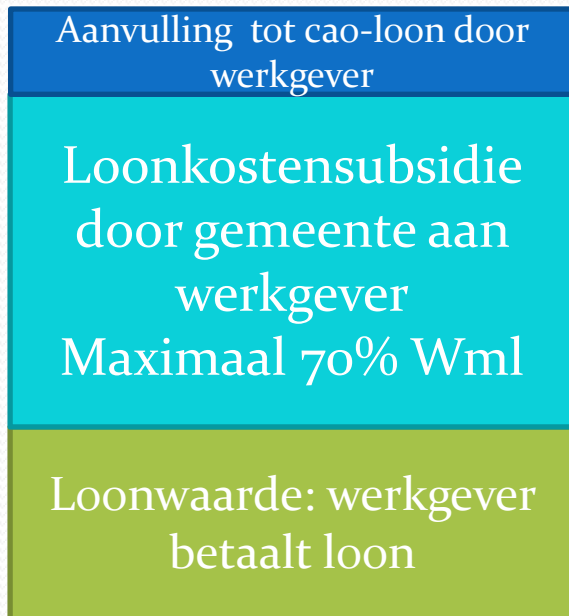 Aanvulling tot cao-loon door
werkgever
Loonkostensubsidie
door gemeente aan
werkgever
Maximaal 70% Wml
Loonwaarde: werkgever
betaalt loon